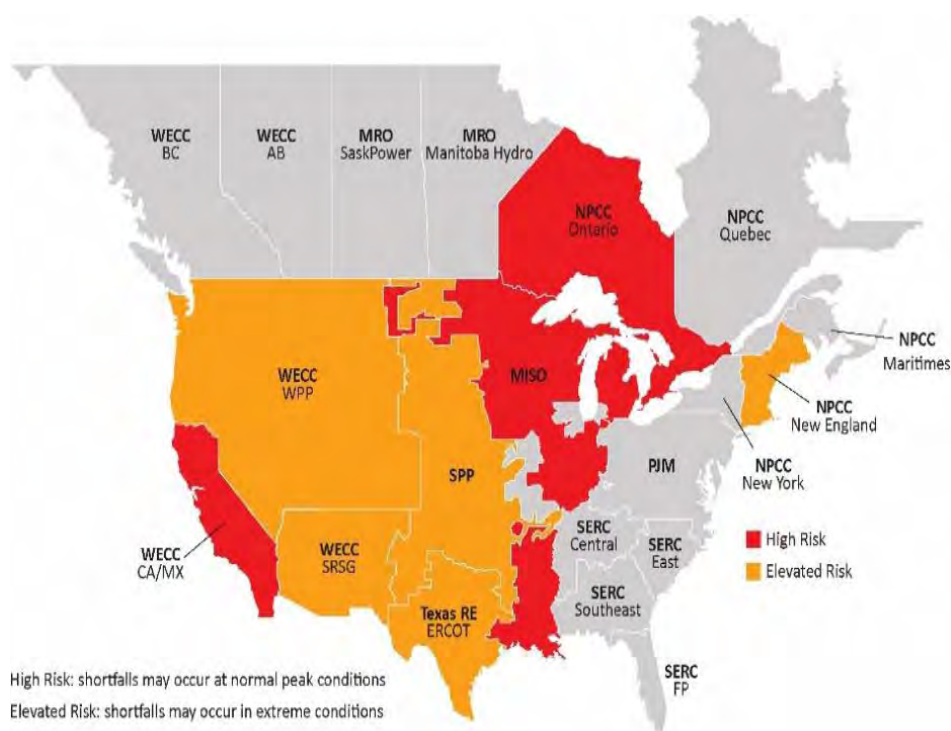 WECC
BC
WECC
AB
MRO
SaskPower
MRO
Manitoba Hydro
NPCC
Ontario
NPCC
Quebec
NPCC
Maritimes
WECC
WPP
MISO
NPCC
New England
SPP
PJM
NPCC
New York
WECC
CA/MX
WECC
SRSG
SERC
Central
SERC
East
High Risk
Elevated Risk
Texas RE
ERCOT
SERC
Southeast
SERC
FP
High Risk: shortfalls may occur at normal peak conditions
Elevated Risk: shortfalls may occur in extreme conditions